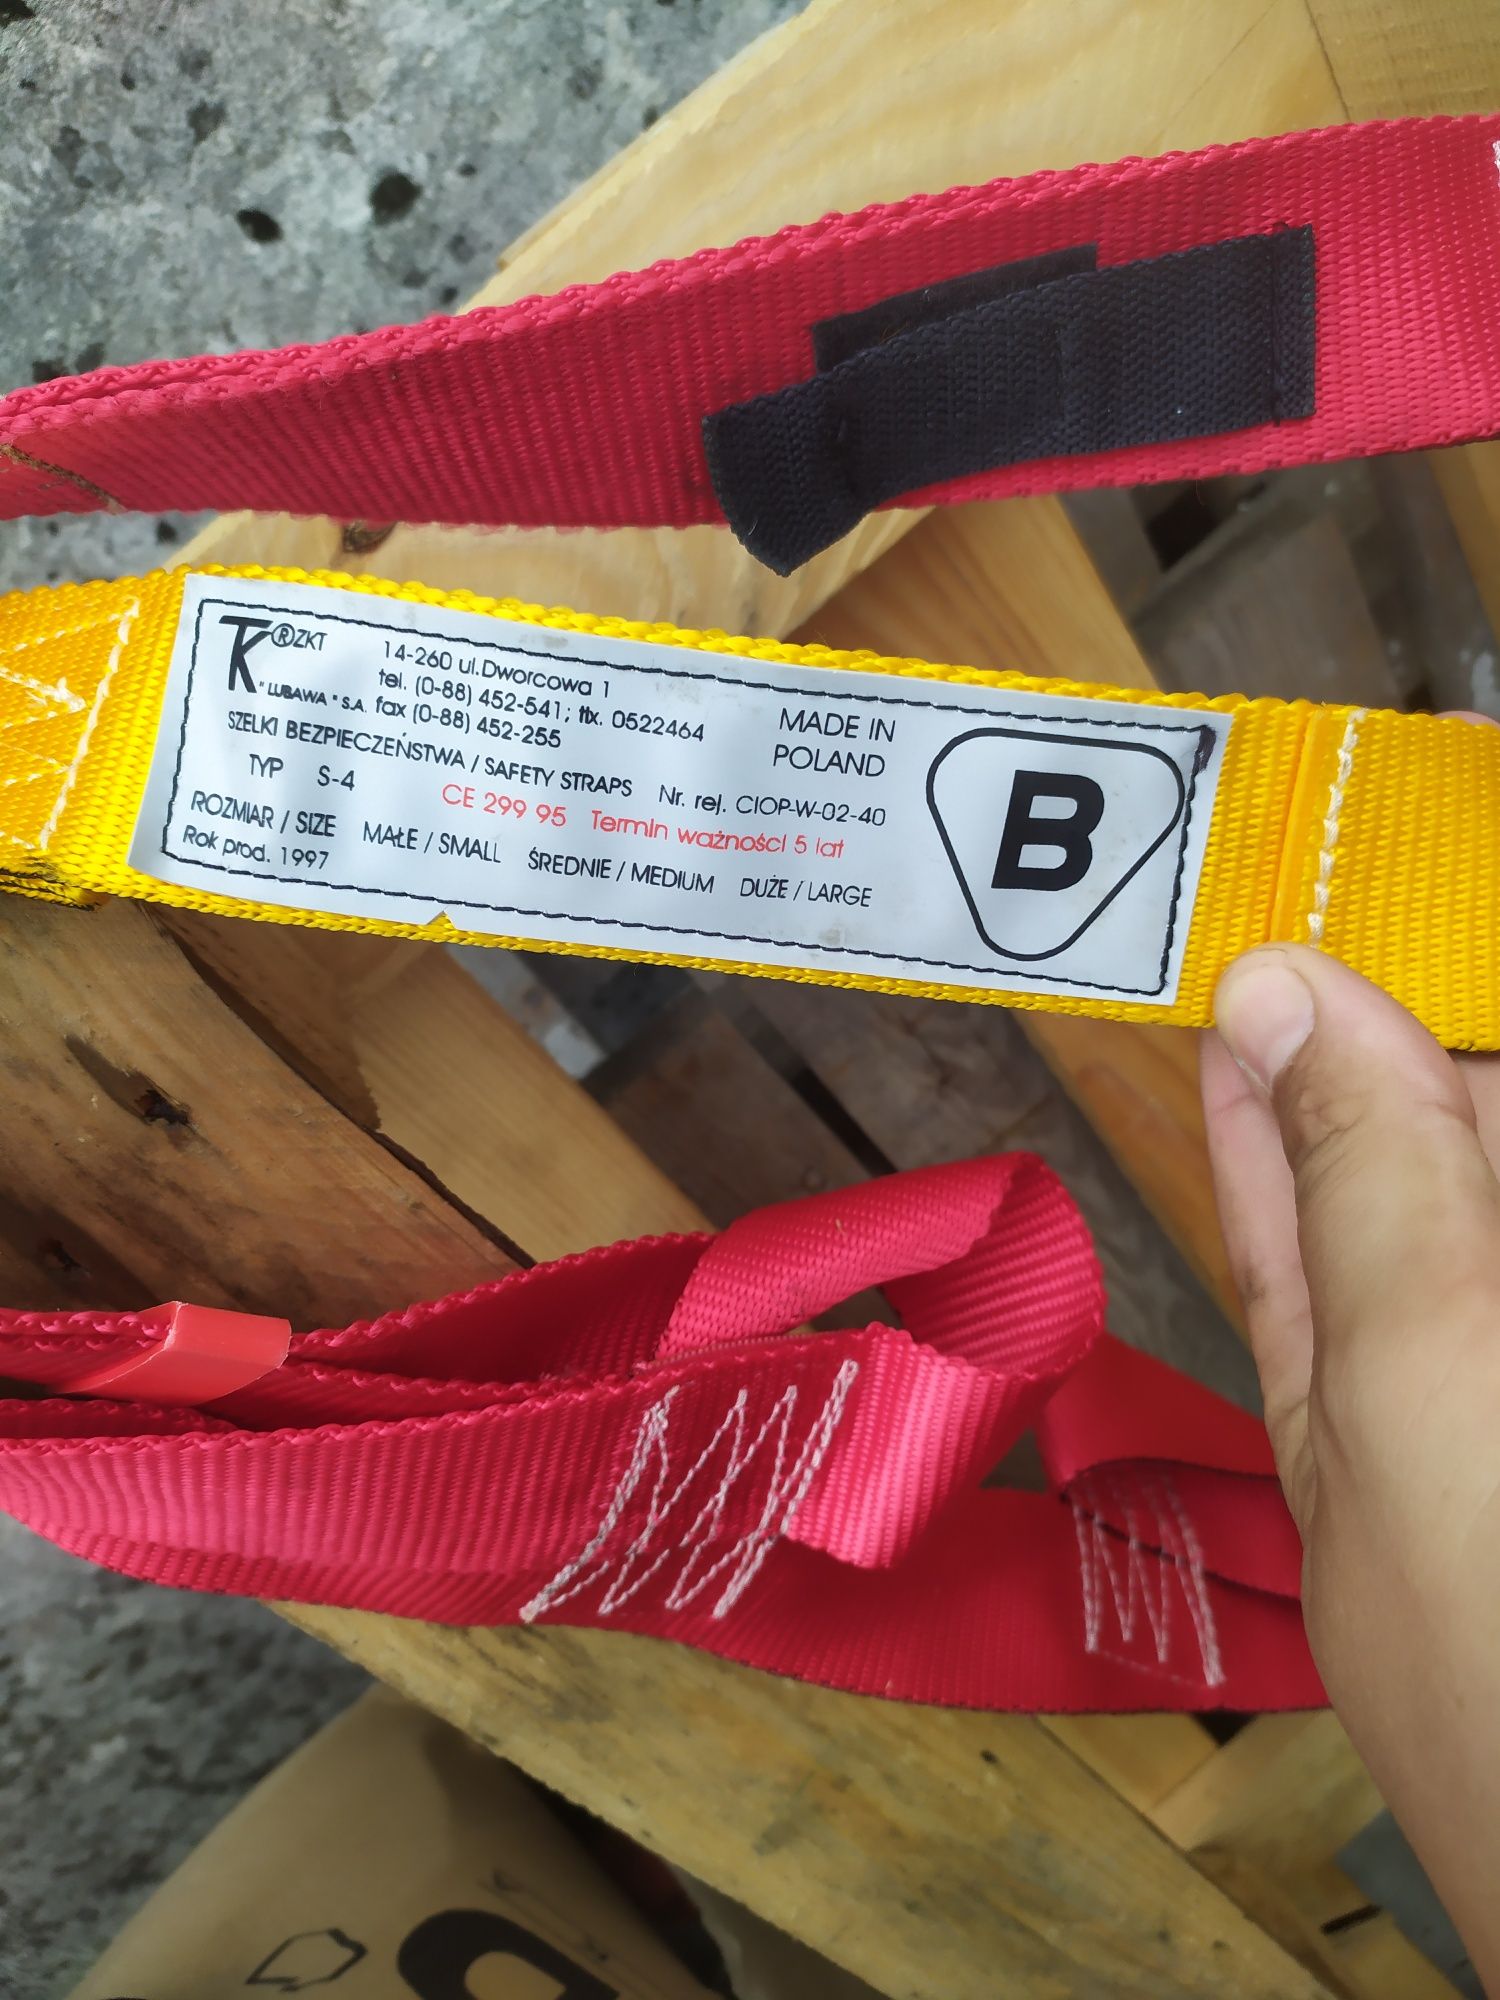 TK ® ZKT
"LUBAWA" S.A.
14-260 ul.Dworcowa 1
tel. (0-88) 452-541; tlx. 0522464
fax (0-88) 452-255
MADE IN
POLAND
SZELKI BEZPIECZEŃSTWA / SAFETY STRAPS Nr. rej. CIOP-W-02-40
TYP S-4 CE 299 95 Termin ważności 5 lat
ROZMIAR / SIZE MAŁE / SMALL ŚREDNIE / MEDIUM DUŻE / LARGE
Rok prod. 1997
B